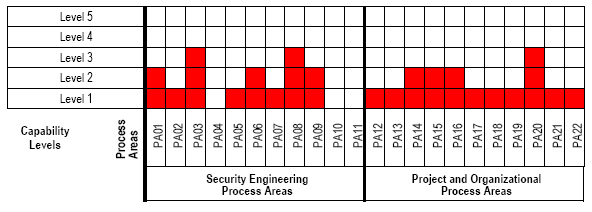 Level 5
Level 4
Level 3
Level 2
Level 1
Capability
Levels
Process
Areas
PA01
PA02
PA03
PA04
PA05
PA06
PA07
PA08
PA09
PA10
PA11
PA12
PA13
PA14
PA15
PA16
PA17
PA18
PA19
PA20
PA21
PA22
Security Engineering
Process Areas
Project and Organizational
Process Areas